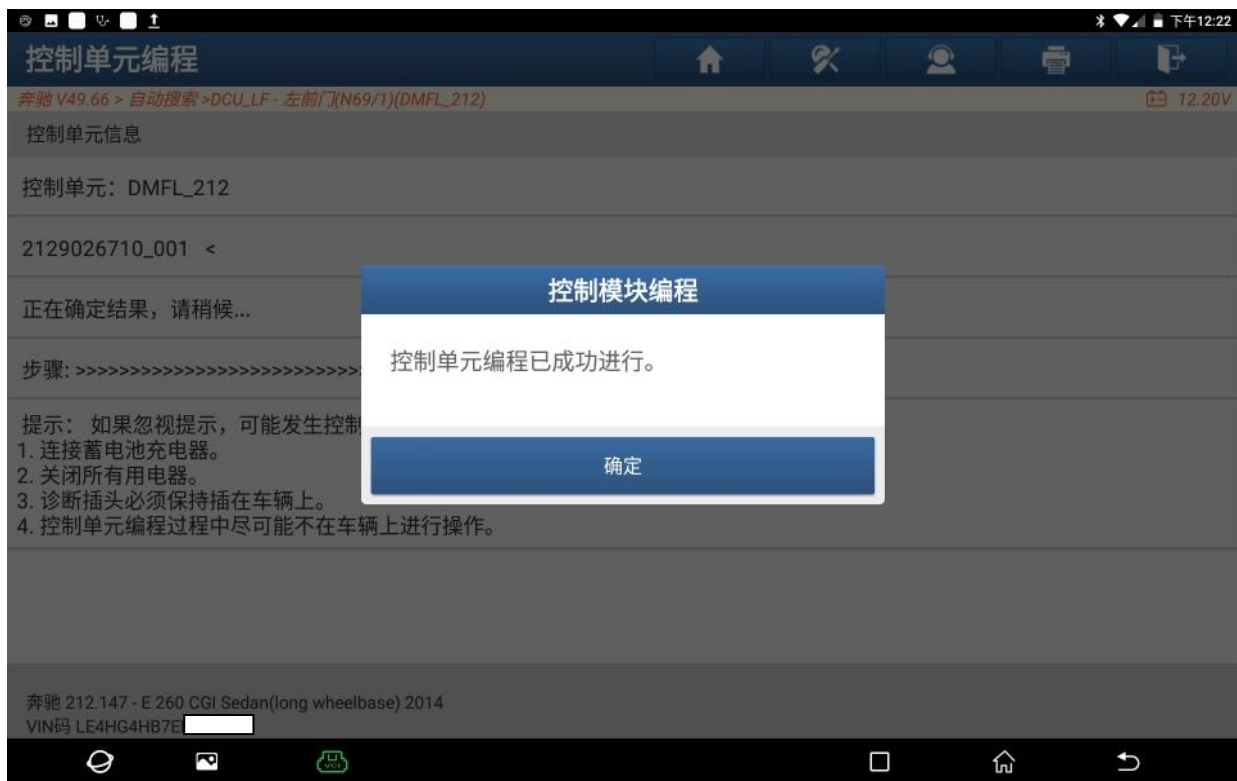 下午12:22
控制单元编程
奔驰 V49.66 > 自动搜索 >DCU_LF - 左前门(N69/1)(DMFL_212)
12.20V
控制单元信息
控制单元：DMFL_212
2129026710_001 <
正在确定结果，请稍候...
步骤: >>>>>>>>>>>>>>>>>>>>>>>>>>
提示： 如果忽视提示，可能发生控制
1. 连接蓄电池充电器。
2. 关闭所有用电器。
3. 诊断插头必须保持插在车辆上。
4. 控制单元编程过程中尽可能不在车辆上进行操作。
控制模块编程
控制单元编程已成功进行。
确定
奔驰 212.147 - E 260 CGI Sedan(long wheelbase) 2014
VIN码 LE4HG4HB7E
VCI